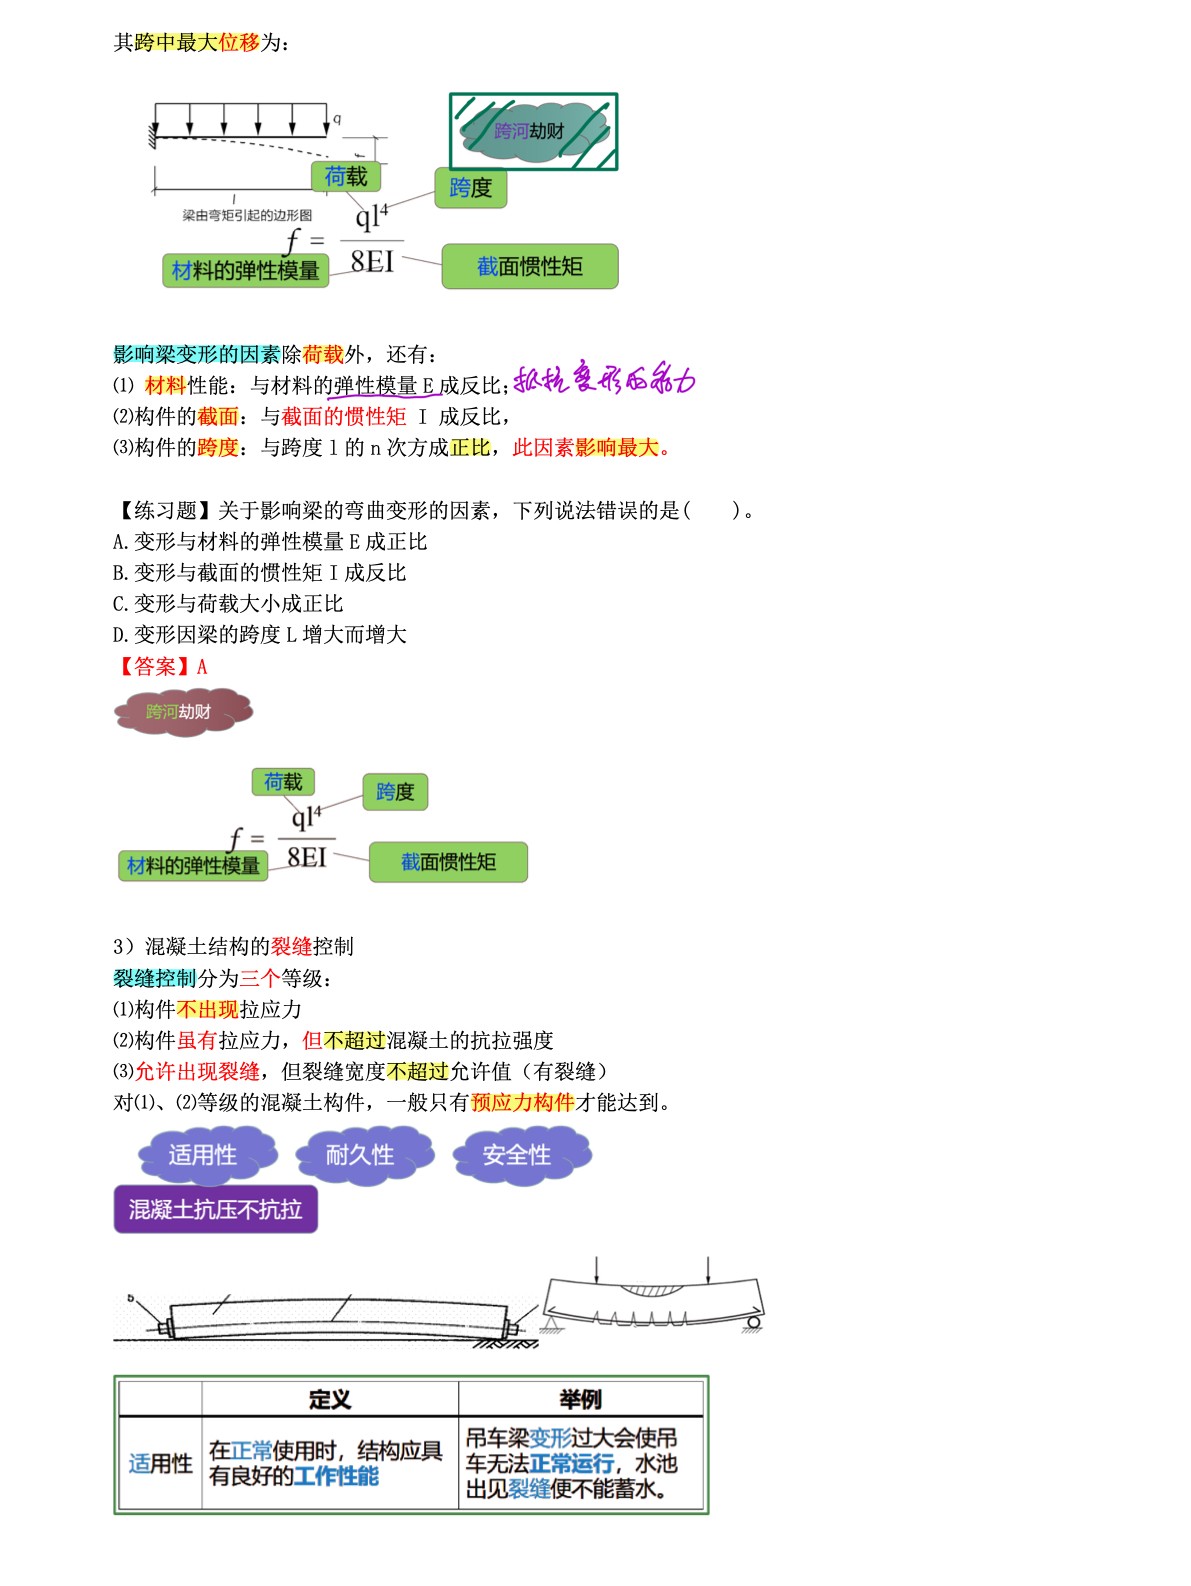 其跨中最大位移为：
q
跨河劫财
f
荷载
跨度
l
梁由弯矩引起的边形图
f = ql⁴
8EI
材料的弹性模量
截面惯性矩
影响梁变形的因素除荷载外，还有：
⑴ 材料性能：与材料的弹性模量 E 成反比；抵抗变形的能力
⑵构件的截面：与截面的惯性矩 I 成反比，
⑶构件的跨度：与跨度 l 的 n 次方成正比，此因素影响最大。
【练习题】关于影响梁的弯曲变形的因素，下列说法错误的是( )。
A.变形与材料的弹性模量 E 成正比
B.变形与截面的惯性矩 I 成反比
C.变形与荷载大小成正比
D.变形因梁的跨度 L 增大而增大
【答案】A
跨河劫财
荷载
跨度
f = ql⁴
8EI
材料的弹性模量
截面惯性矩
3）混凝土结构的裂缝控制
裂缝控制分为三个等级：
⑴构件不出现拉应力
⑵构件虽有拉应力，但不超过混凝土的抗拉强度
⑶允许出现裂缝，但裂缝宽度不超过允许值（有裂缝）
对⑴、⑵等级的混凝土构件，一般只有预应力构件才能达到。
适用性 耐久性 安全性
混凝土抗压不抗拉
定义 举例
适用性
在正常使用时，结构应具
有良好的工作性能
吊车梁变形过大会使吊
车无法正常运行，水池
出见裂缝便不能蓄水。